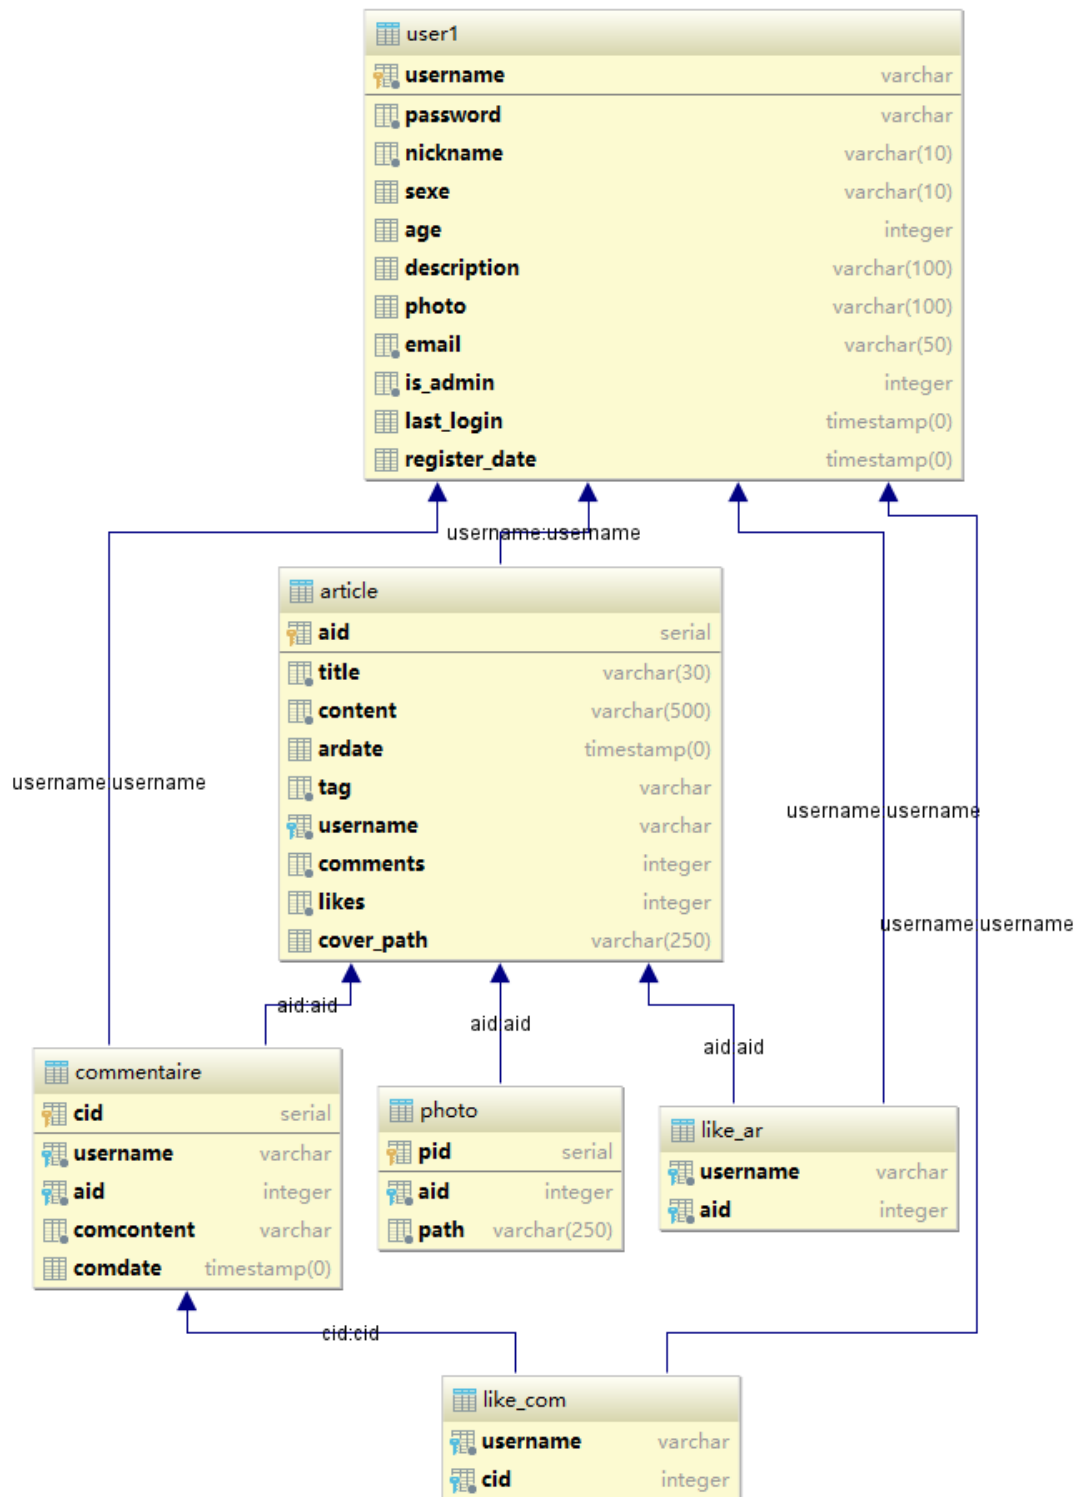 user1
username varchar
password varchar
nickname varchar(10)
sexe varchar(10)
age integer
description varchar(100)
photo varchar(100)
email varchar(50)
is_admin integer
last_login timestamp(0)
register_date timestamp(0)
username:username
article
aid serial
title varchar(30)
content varchar(500)
ardate timestamp(0)
tag varchar
username varchar
comments integer
likes integer
cover_path varchar(250)
username:username
username:username
username:username
aid:aid
aid:aid
aid:aid
commentaire
cid serial
username varchar
aid integer
comcontent varchar
comdate timestamp(0)
photo
pid serial
aid integer
path varchar(250)
like_ar
username varchar
aid integer
cid:cid
like_com
username varchar
cid integer